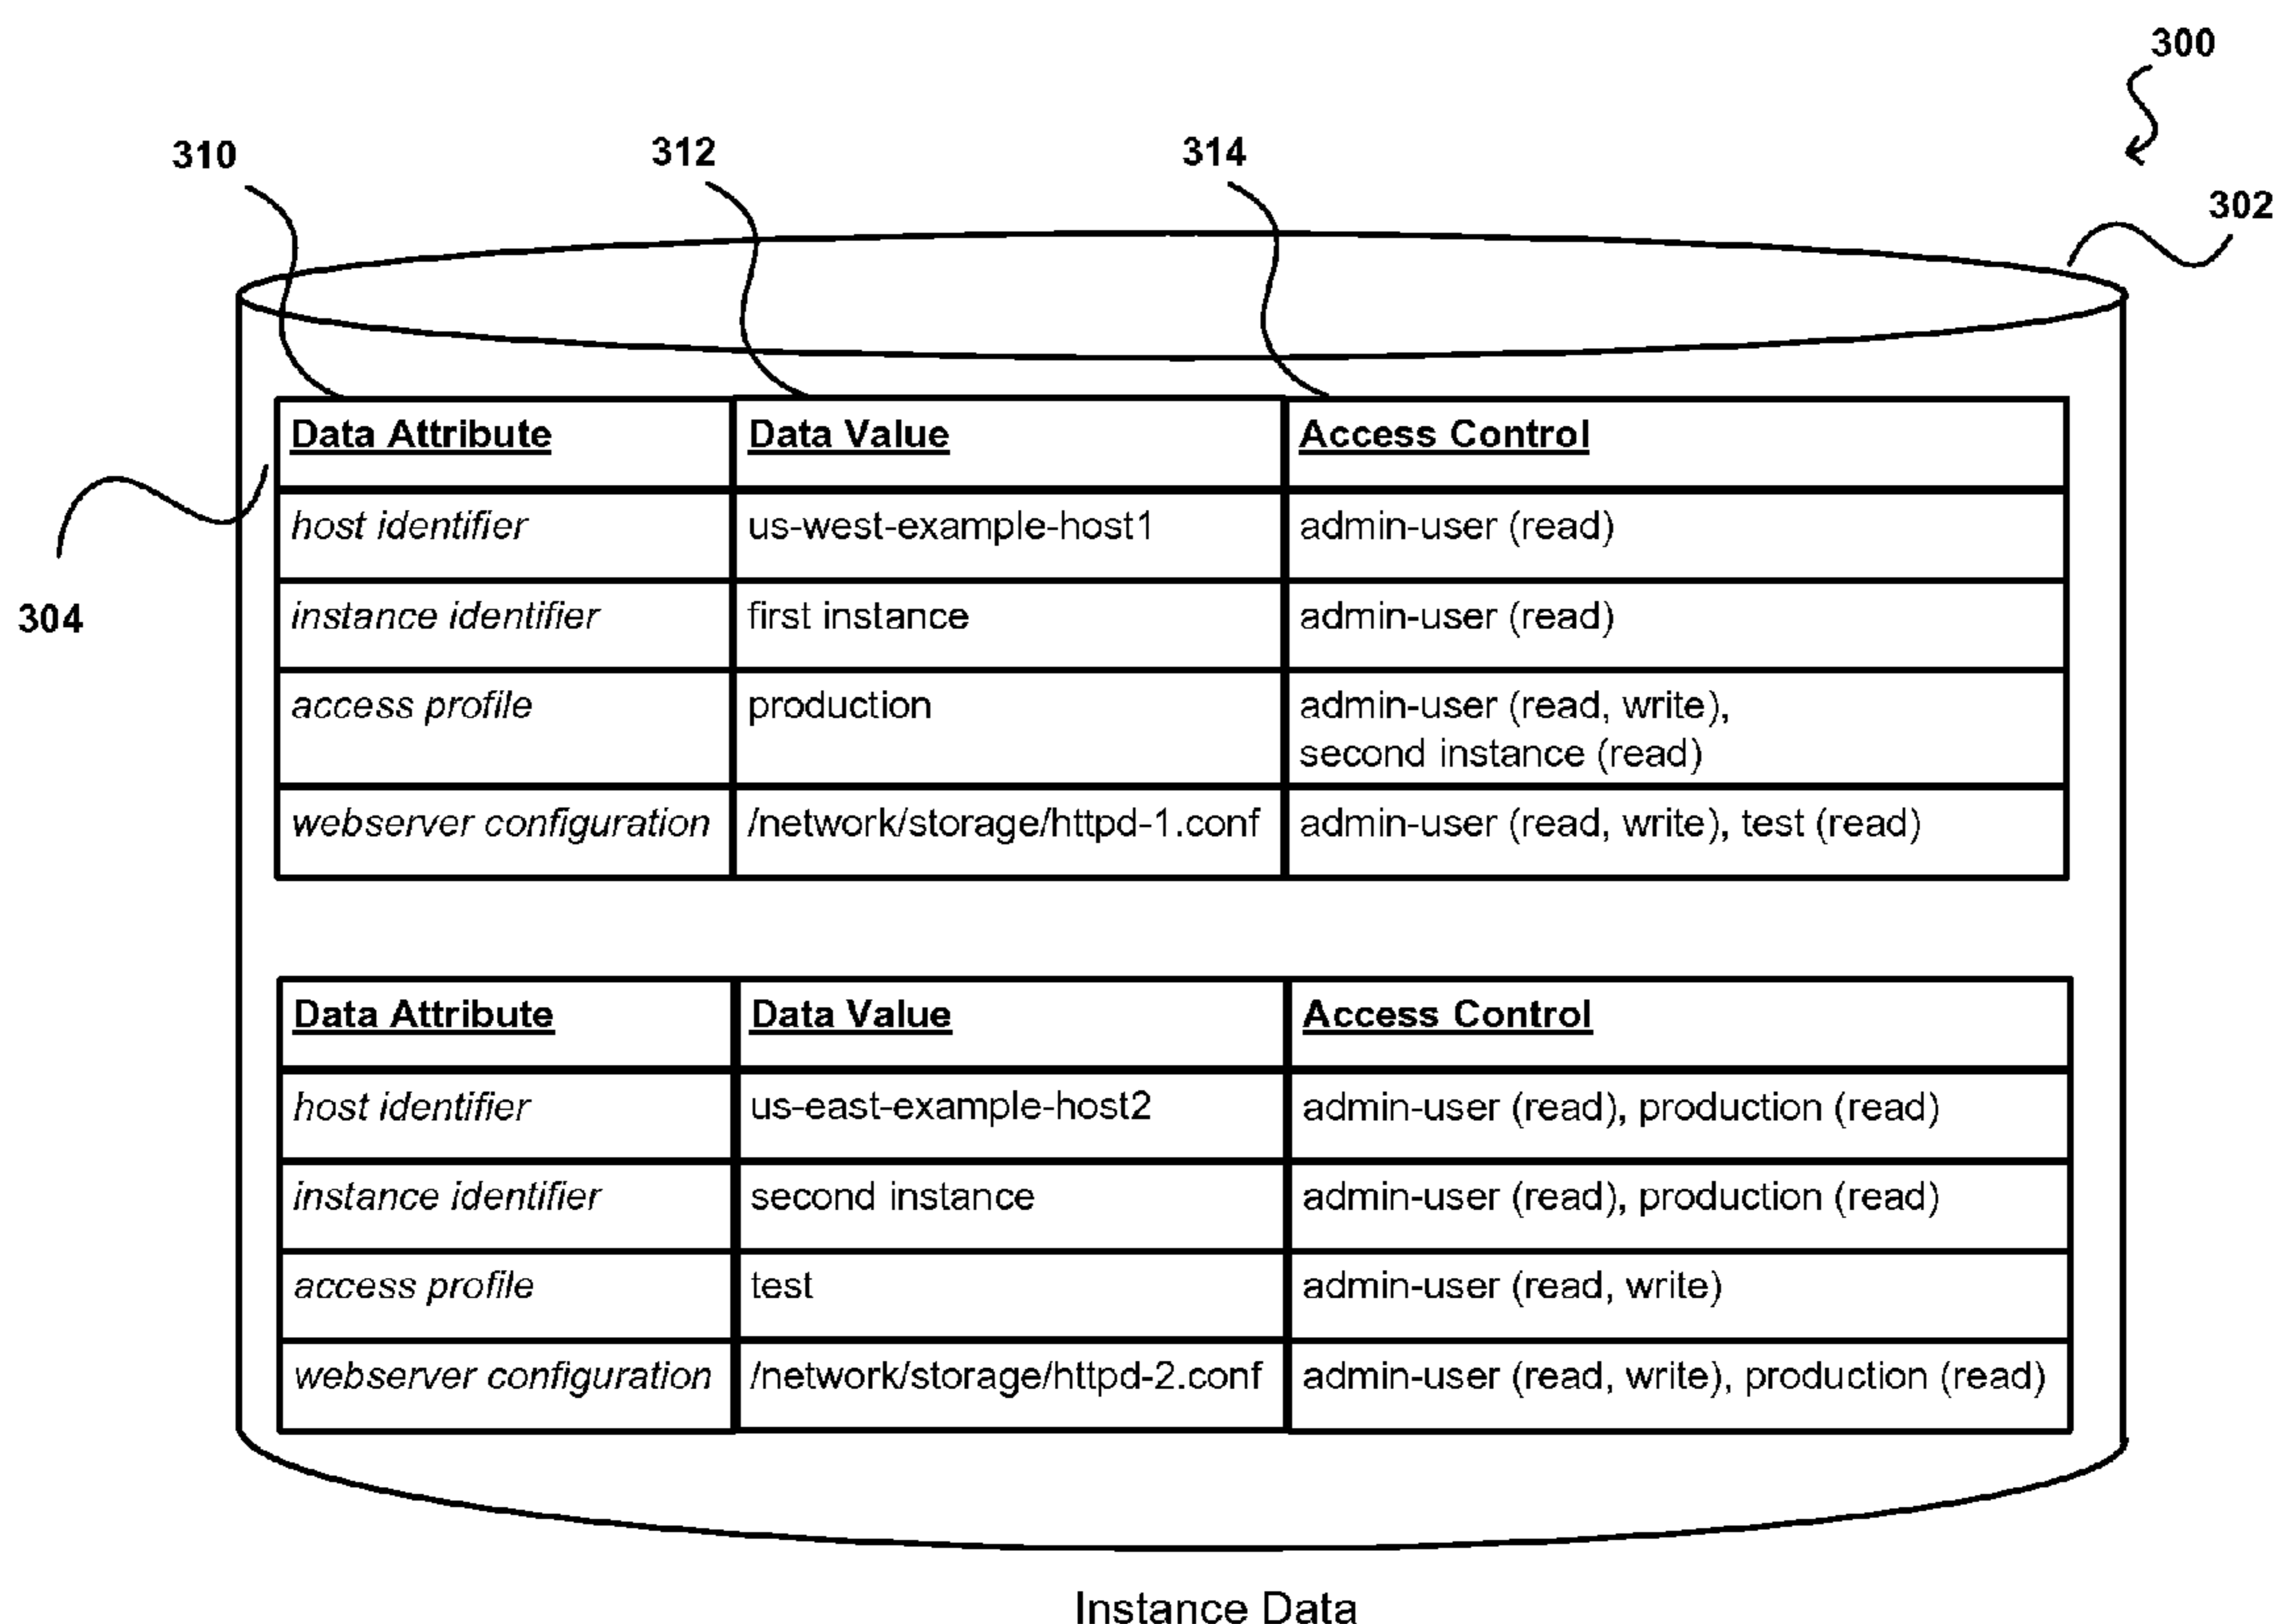 300
310 312 314
302
Data Attribute Data Value Access Control
host identifier us-west-example-host1 admin-user (read)
304
instance identifier first instance admin-user (read)
access profile production admin-user (read, write),
second instance (read)
webserver configuration /network/storage/httpd-1.conf admin-user (read, write), test (read)
Data Attribute Data Value Access Control
host identifier us-east-example-host2 admin-user (read), production (read)
instance identifier second instance admin-user (read), production (read)
access profile test admin-user (read, write)
webserver configuration /network/storage/httpd-2.conf admin-user (read, write), production (read)
Instance Data